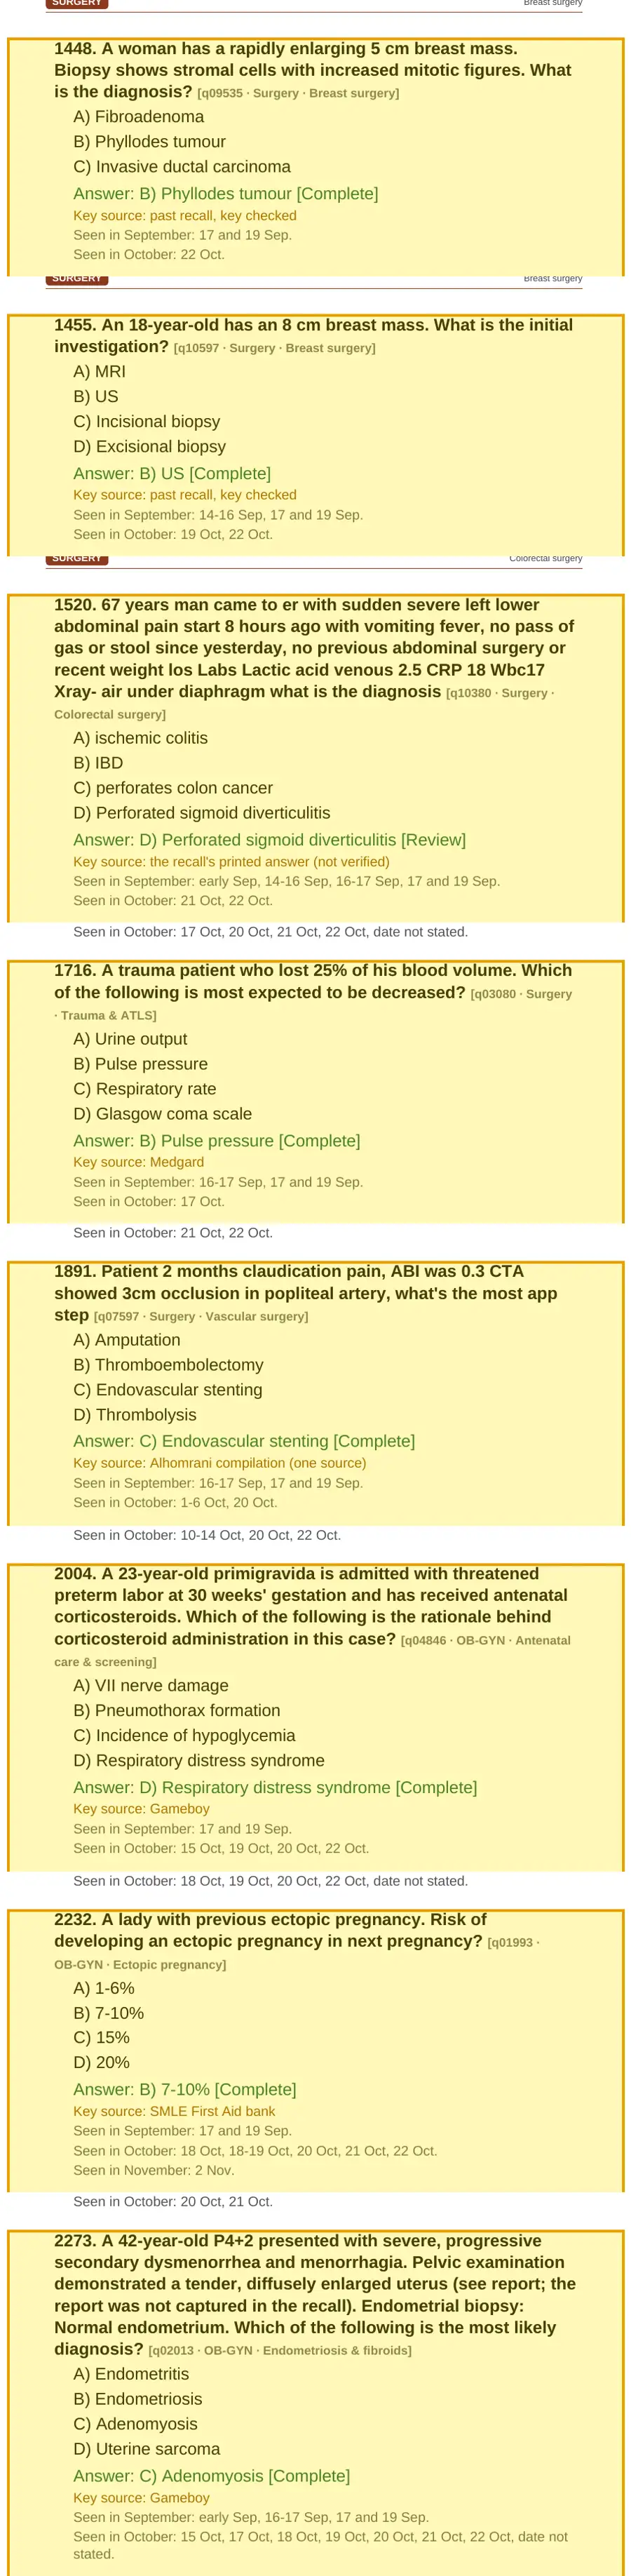 SURGERY
Breast surgery
1448. A woman has a rapidly enlarging 5 cm breast mass.
Biopsy shows stromal cells with increased mitotic figures. What
is the diagnosis? [q09535 · Surgery · Breast surgery]
A) Fibroadenoma
B) Phyllodes tumour
C) Invasive ductal carcinoma
Answer: B) Phyllodes tumour [Complete]
Key source: past recall, key checked
Seen in September: 17 and 19 Sep.
Seen in October: 22 Oct.
SURGERY
Breast surgery
1455. An 18-year-old has an 8 cm breast mass. What is the initial
investigation? [q10597 · Surgery · Breast surgery]
A) MRI
B) US
C) Incisional biopsy
D) Excisional biopsy
Answer: B) US [Complete]
Key source: past recall, key checked
Seen in September: 14-16 Sep, 17 and 19 Sep.
Seen in October: 19 Oct, 22 Oct.
SURGERY
Colorectal surgery
1520. 67 years man came to er with sudden severe left lower
abdominal pain start 8 hours ago with vomiting fever, no pass of
gas or stool since yesterday, no previous abdominal surgery or
recent weight los Labs Lactic acid venous 2.5 CRP 18 Wbc17
Xray- air under diaphragm what is the diagnosis [q10380 · Surgery ·
Colorectal surgery]
A) ischemic colitis
B) IBD
C) perforates colon cancer
D) Perforated sigmoid diverticulitis
Answer: D) Perforated sigmoid diverticulitis [Review]
Key source: the recall's printed answer (not verified)
Seen in September: early Sep, 14-16 Sep, 16-17 Sep, 17 and 19 Sep.
Seen in October: 21 Oct, 22 Oct.
Seen in October: 17 Oct, 20 Oct, 21 Oct, 22 Oct, date not stated.
1716. A trauma patient who lost 25% of his blood volume. Which
of the following is most expected to be decreased? [q03080 · Surgery
· Trauma & ATLS]
A) Urine output
B) Pulse pressure
C) Respiratory rate
D) Glasgow coma scale
Answer: B) Pulse pressure [Complete]
Key source: Medgard
Seen in September: 16-17 Sep, 17 and 19 Sep.
Seen in October: 17 Oct.
Seen in October: 21 Oct, 22 Oct.
1891. Patient 2 months claudication pain, ABI was 0.3 CTA
showed 3cm occlusion in popliteal artery, what's the most app
step [q07597 · Surgery · Vascular surgery]
A) Amputation
B) Thromboembolectomy
C) Endovascular stenting
D) Thrombolysis
Answer: C) Endovascular stenting [Complete]
Key source: Alhomrani compilation (one source)
Seen in September: 16-17 Sep, 17 and 19 Sep.
Seen in October: 1-6 Oct, 20 Oct.
Seen in October: 10-14 Oct, 20 Oct, 22 Oct.
2004. A 23-year-old primigravida is admitted with threatened
preterm labor at 30 weeks' gestation and has received antenatal
corticosteroids. Which of the following is the rationale behind
corticosteroid administration in this case? [q04846 · OB-GYN · Antenatal
care & screening]
A) VII nerve damage
B) Pneumothorax formation
C) Incidence of hypoglycemia
D) Respiratory distress syndrome
Answer: D) Respiratory distress syndrome [Complete]
Key source: Gameboy
Seen in September: 17 and 19 Sep.
Seen in October: 15 Oct, 19 Oct, 20 Oct, 22 Oct.
Seen in October: 18 Oct, 19 Oct, 20 Oct, 22 Oct, date not stated.
2232. A lady with previous ectopic pregnancy. Risk of
developing an ectopic pregnancy in next pregnancy? [q01993 ·
OB-GYN · Ectopic pregnancy]
A) 1-6%
B) 7-10%
C) 15%
D) 20%
Answer: B) 7-10% [Complete]
Key source: SMLE First Aid bank
Seen in September: 17 and 19 Sep.
Seen in October: 18 Oct, 18-19 Oct, 20 Oct, 21 Oct, 22 Oct.
Seen in November: 2 Nov.
Seen in October: 20 Oct, 21 Oct.
2273. A 42-year-old P4+2 presented with severe, progressive
secondary dysmenorrhea and menorrhagia. Pelvic examination
demonstrated a tender, diffusely enlarged uterus (see report; the
report was not captured in the recall). Endometrial biopsy:
Normal endometrium. Which of the following is the most likely
diagnosis? [q02013 · OB-GYN · Endometriosis & fibroids]
A) Endometritis
B) Endometriosis
C) Adenomyosis
D) Uterine sarcoma
Answer: C) Adenomyosis [Complete]
Key source: Gameboy
Seen in September: early Sep, 16-17 Sep, 17 and 19 Sep.
Seen in October: 15 Oct, 17 Oct, 18 Oct, 19 Oct, 20 Oct, 21 Oct, 22 Oct, date not
stated.